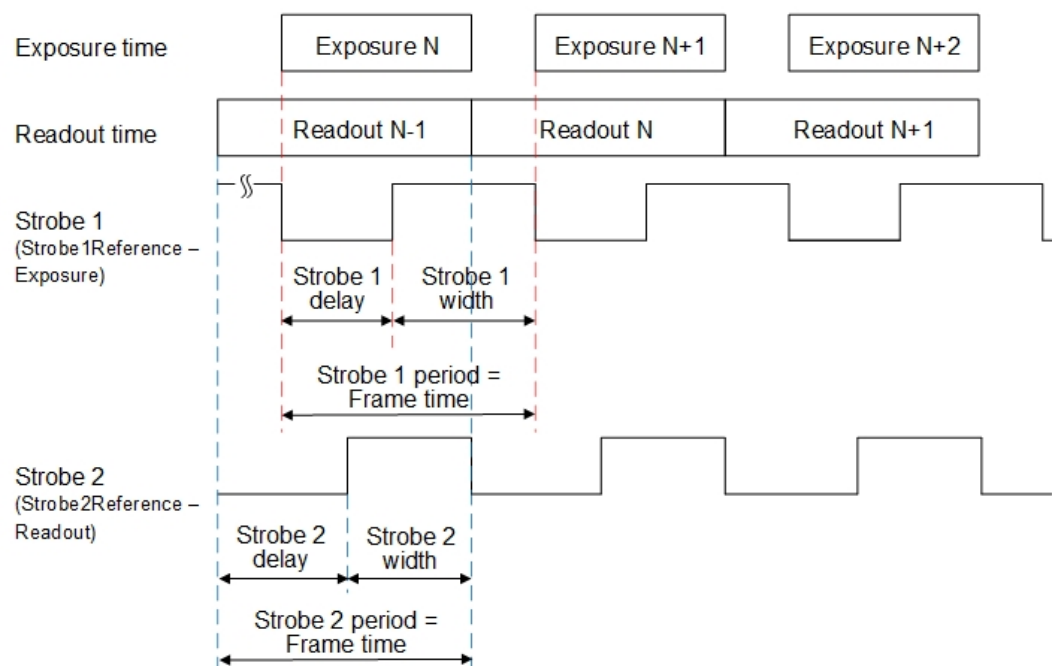 Exposure time
Exposure N
Exposure N+1
Exposure N+2
Readout time
Readout N-1
Readout N
Readout N+1
Strobe 1
(Strobe1Reference –
Exposure)
Strobe 1
delay
Strobe 1
width
Strobe 1 period =
Frame time
Strobe 2
(Strobe2Reference –
Readout)
Strobe 2
delay
Strobe 2
width
Strobe 2 period =
Frame time